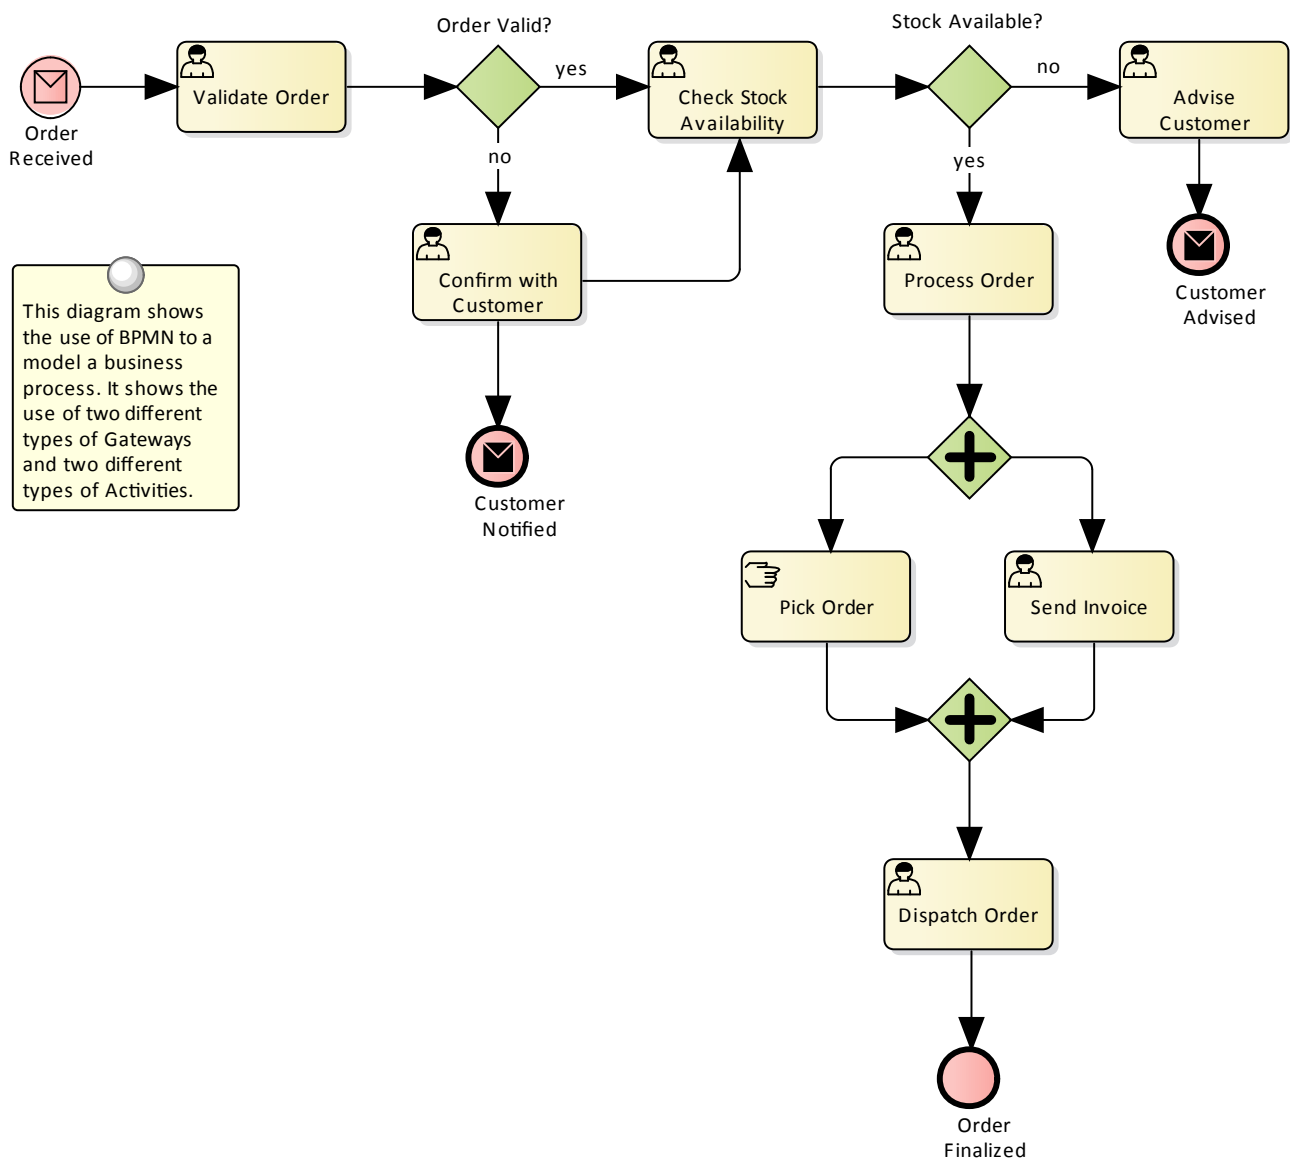 Order Valid?
Stock Available?
Order
Received
Validate Order
yes
no
Check Stock
Availability
no
yes
Advise
Customer
Confirm with
Customer
Process Order
Customer
Advised
This diagram shows
the use of BPMN to a
model a business
process. It shows the
use of two different
types of Gateways
and two different
types of Activities.
Customer
Notified
Pick Order
Send Invoice
Dispatch Order
Order
Finalized